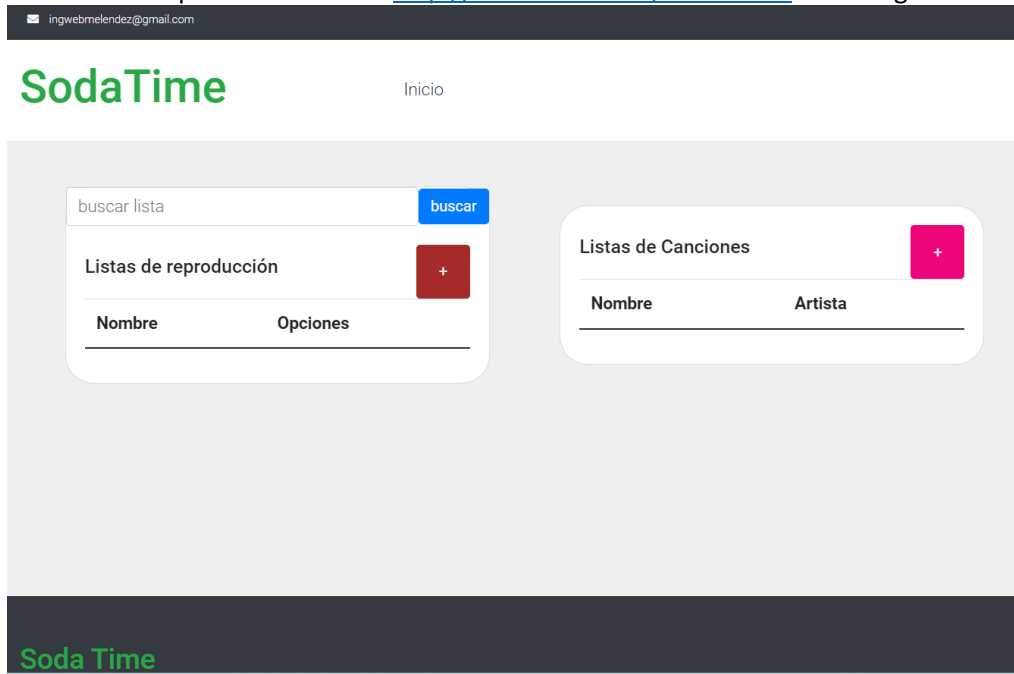 ingwebmelendez@gmail.com
SodaTime
Inicio
buscar lista
buscar
Listas de reproducción
+
Nombre Opciones
Listas de Canciones
+
Nombre Artista
Soda Time